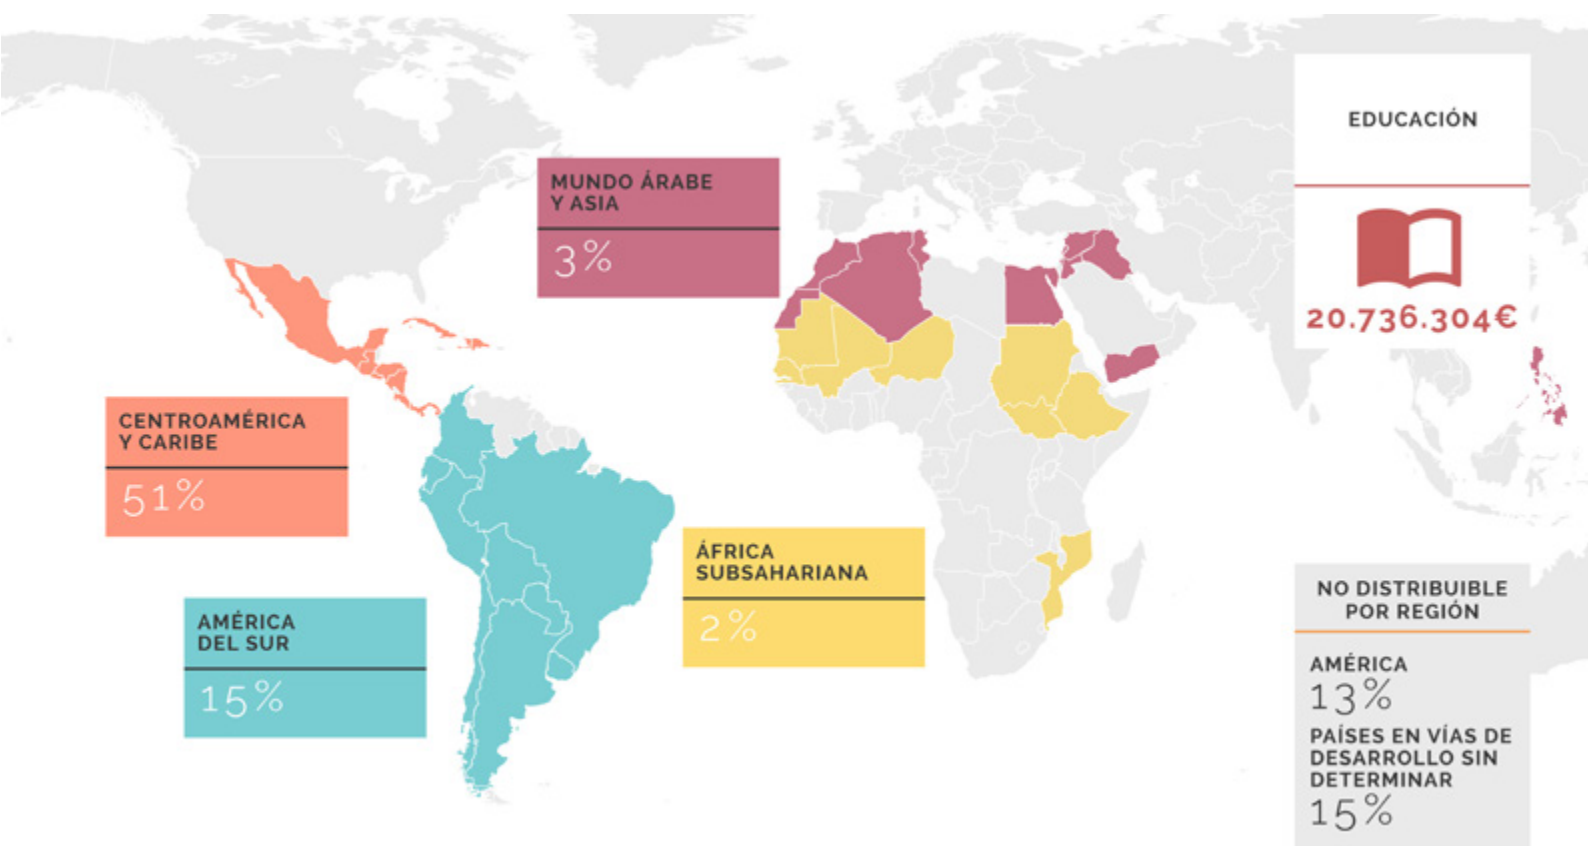 MUNDO ÁRABE
Y ASIA
3%
CENTROAMÉRICA
Y CARIBE
51%
AMÉRICA
DEL SUR
15%
ÁFRICA
SUBSAHARIANA
2%
EDUCACIÓN
20.736.304€
NO DISTRIBUIBLE
POR REGIÓN
AMÉRICA
13%
PAÍSES EN VÍAS DE
DESARROLLO SIN
DETERMINAR
15%